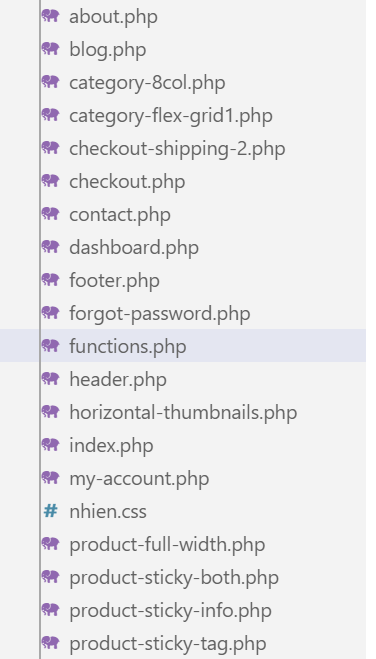 about.php
blog.php
category-8col.php
category-flex-grid1.php
checkout-shipping-2.php
checkout.php
contact.php
dashboard.php
footer.php
forgot-password.php
functions.php
header.php
horizontal-thumbnails.php
index.php
my-account.php
# nhien.css
product-full-width.php
product-sticky-both.php
product-sticky-info.php
product-sticky-tag.php